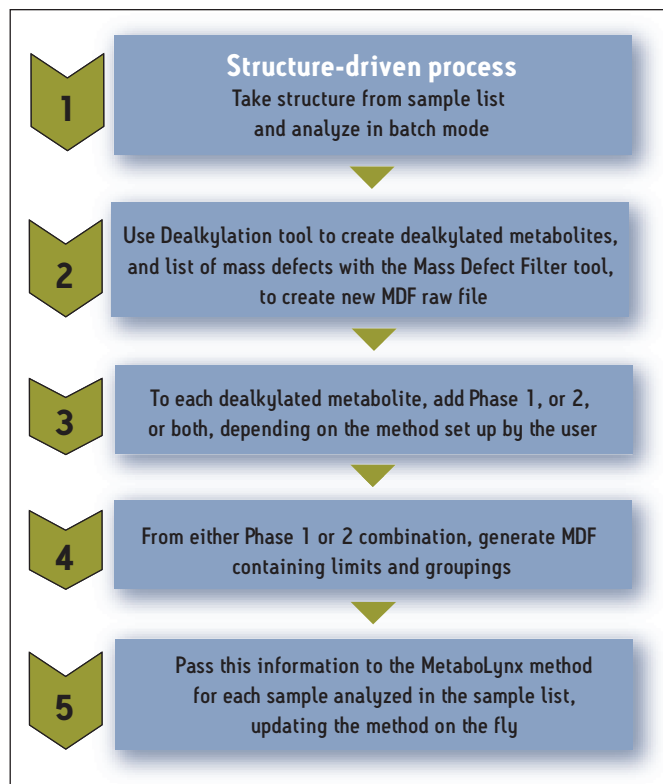 1
Structure-driven process
Take structure from sample list
and analyze in batch mode
2
Use Dealkylation tool to create dealkylated metabolites,
and list of mass defects with the Mass Defect Filter tool,
to create new MDF raw file
3
To each dealkylated metabolite, add Phase 1, or 2,
or both, depending on the method set up by the user
4
From either Phase 1 or 2 combination, generate MDF
containing limits and groupings
5
Pass this information to the MetaboLynx method
for each sample analyzed in the sample list,
updating the method on the fly